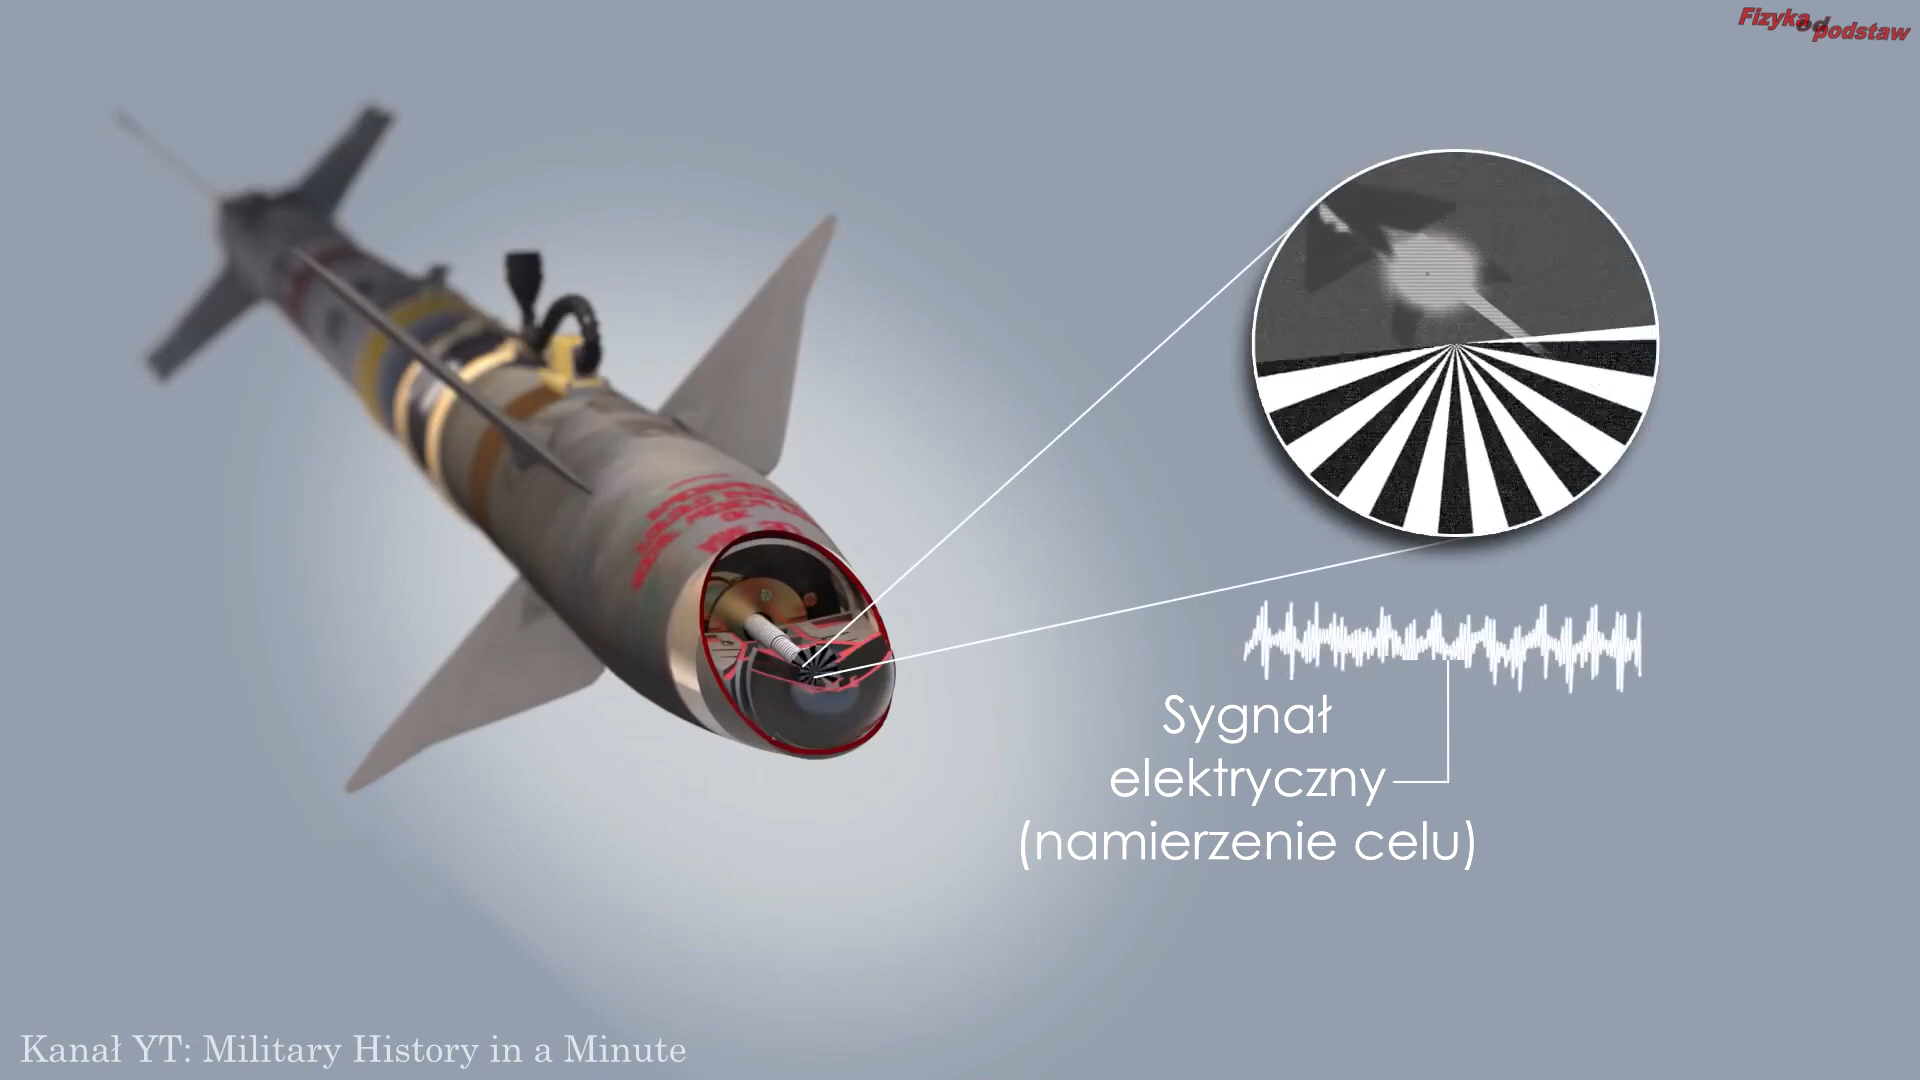 Fizyka od podstaw
Sygnał
elektryczny
(namierzenie celu)
Kanał YT: Military History in a Minute